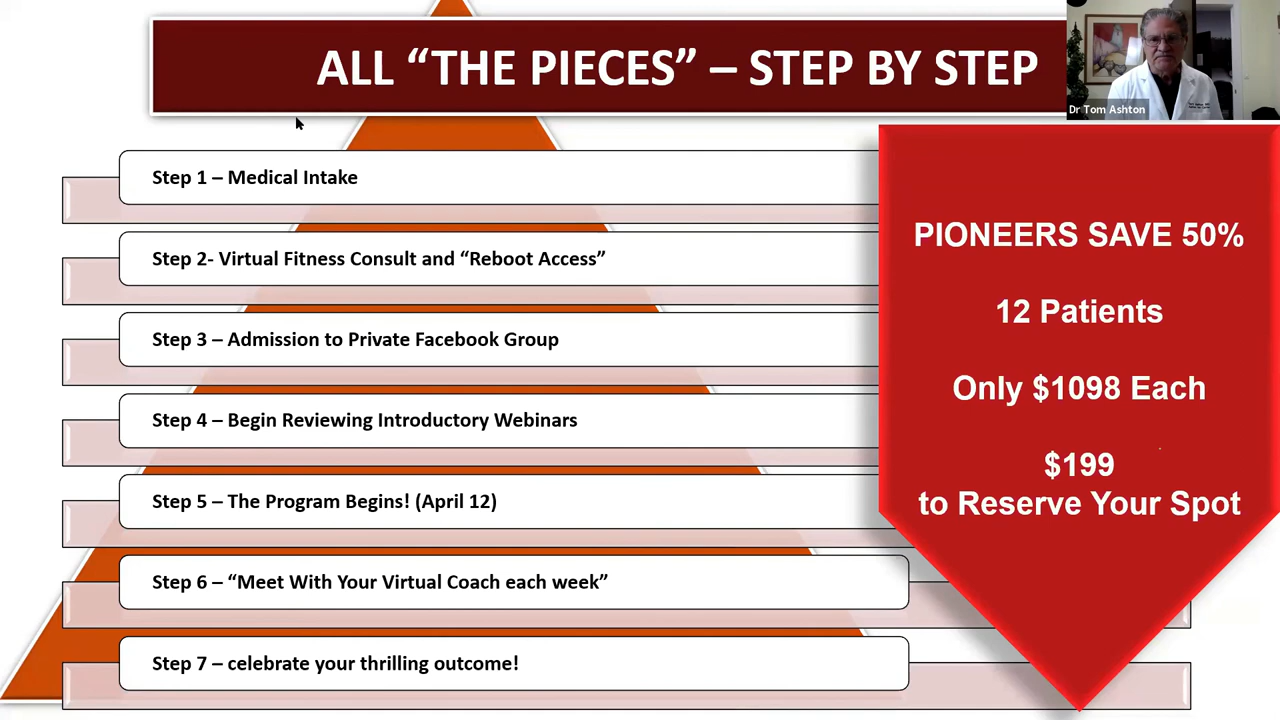 ALL “THE PIECES” – STEP BY STEP
Dr Tom Ashton
Step 1 – Medical Intake
Step 2- Virtual Fitness Consult and “Reboot Access”
Step 3 – Admission to Private Facebook Group
Step 4 – Begin Reviewing Introductory Webinars
Step 5 – The Program Begins! (April 12)
Step 6 – “Meet With Your Virtual Coach each week”
Step 7 – celebrate your thrilling outcome!
PIONEERS SAVE 50%
12 Patients
Only $1098 Each
$199
to Reserve Your Spot